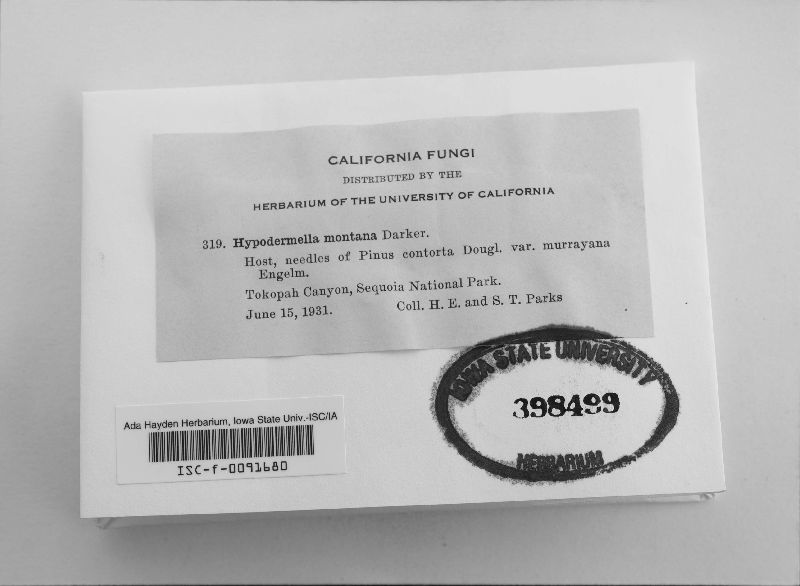 CALIFORNIA FUNGI
DISTRIBUTED BY THE
HERBARIUM OF THE UNIVERSITY OF CALIFORNIA
319. Hypodermella montana Darker.
Host, needles of Pinus contorta Dougl. var. murrayana
Engelm.
Tokopah Canyon, Sequoia National Park.
June 15, 1931. Coll. H. E. and S. T. Parks
IOWA STATE UNIVERSITY
398499
HERBARIUM
Ada Hayden Herbarium, Iowa State Univ.-ISC/IA
ISC-f-0091680